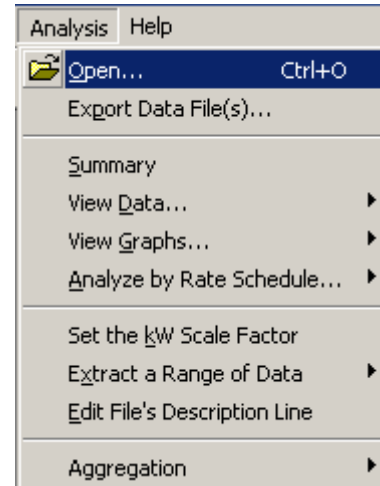 Analysis Help
Open... Ctrl+O
Export Data File(s)...
Summary
View Data...
View Graphs...
Analyze by Rate Schedule...
Set the kW Scale Factor
Extract a Range of Data
Edit File's Description Line
Aggregation